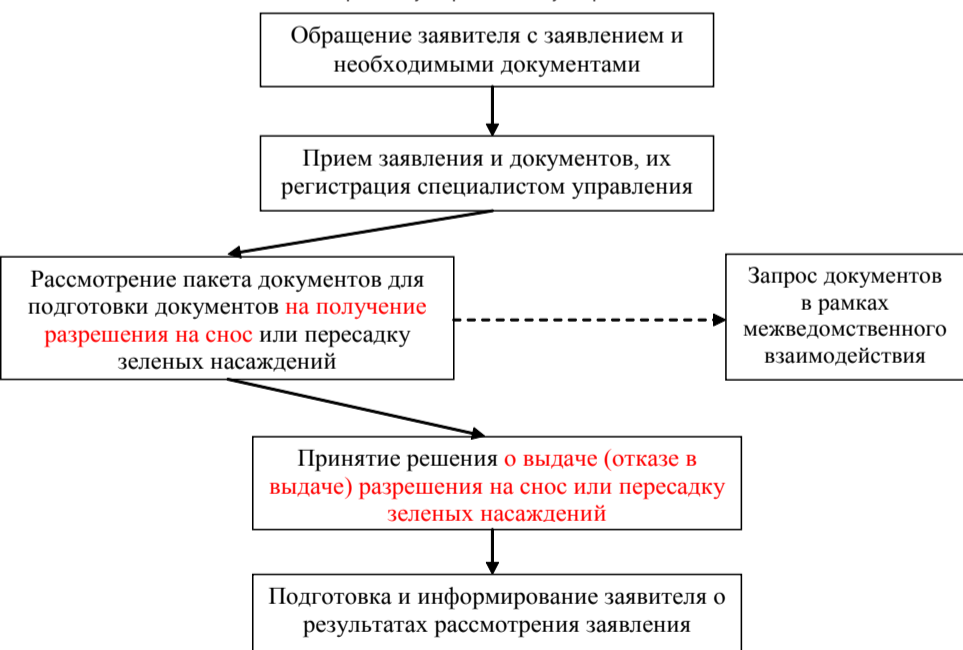 Обращение заявителя с заявлением и
необходимыми документами
Прием заявления и документов, их
регистрация специалистом управления
Рассмотрение пакета документов для
подготовки документов на получение
разрешения на снос или пересадку
зеленых насаждений
Запрос документов
в рамках
межведомственного
взаимодействия
Принятие решения о выдаче (отказе в
выдаче) разрешения на снос или пересадку
зеленых насаждений
Подготовка и информирование заявителя о
результатах рассмотрения заявления